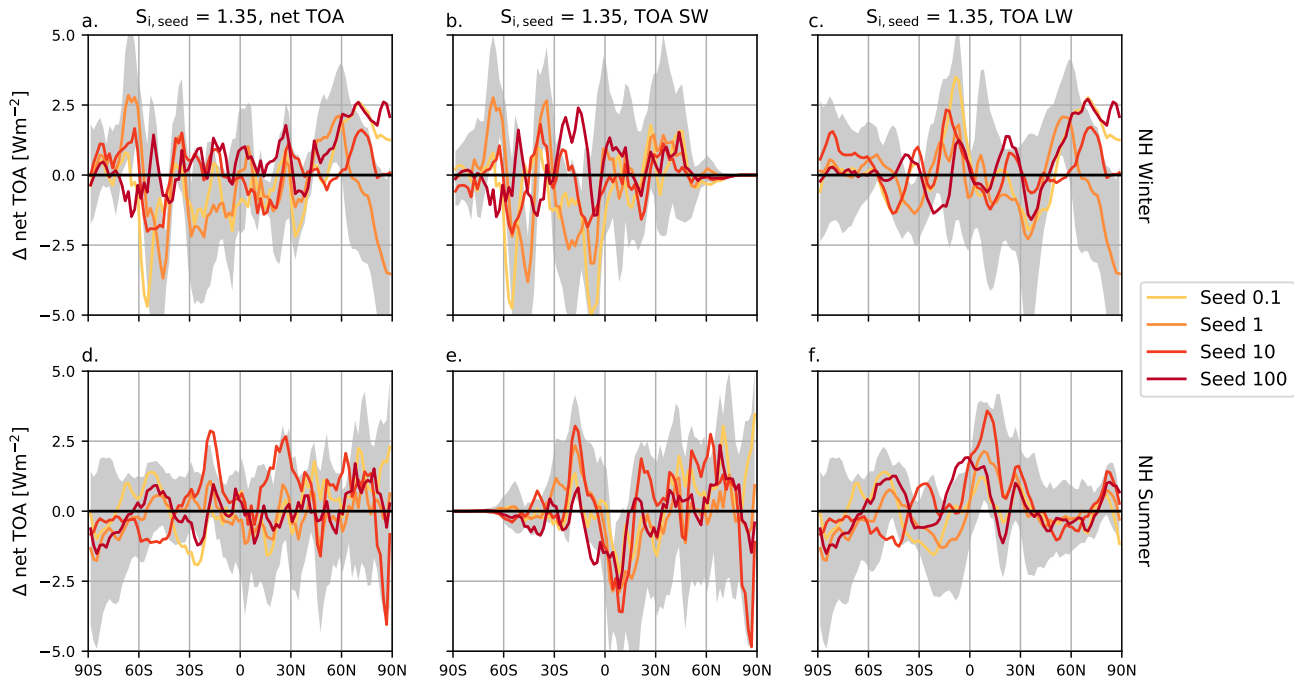 a. S_i,seed = 1.35, net TOA
b. S_i,seed = 1.35, TOA SW
c. S_i,seed = 1.35, TOA LW
5.0
2.5
0.0
−2.5
−5.0
Δ net TOA [Wm⁻²]
NH Winter
Seed 0.1
Seed 1
Seed 10
Seed 100
d.
e.
f.
5.0
2.5
0.0
−2.5
−5.0
Δ net TOA [Wm⁻²]
NH Summer
90S 60S 30S 0 30N 60N 90N
90S 60S 30S 0 30N 60N 90N
90S 60S 30S 0 30N 60N 90N